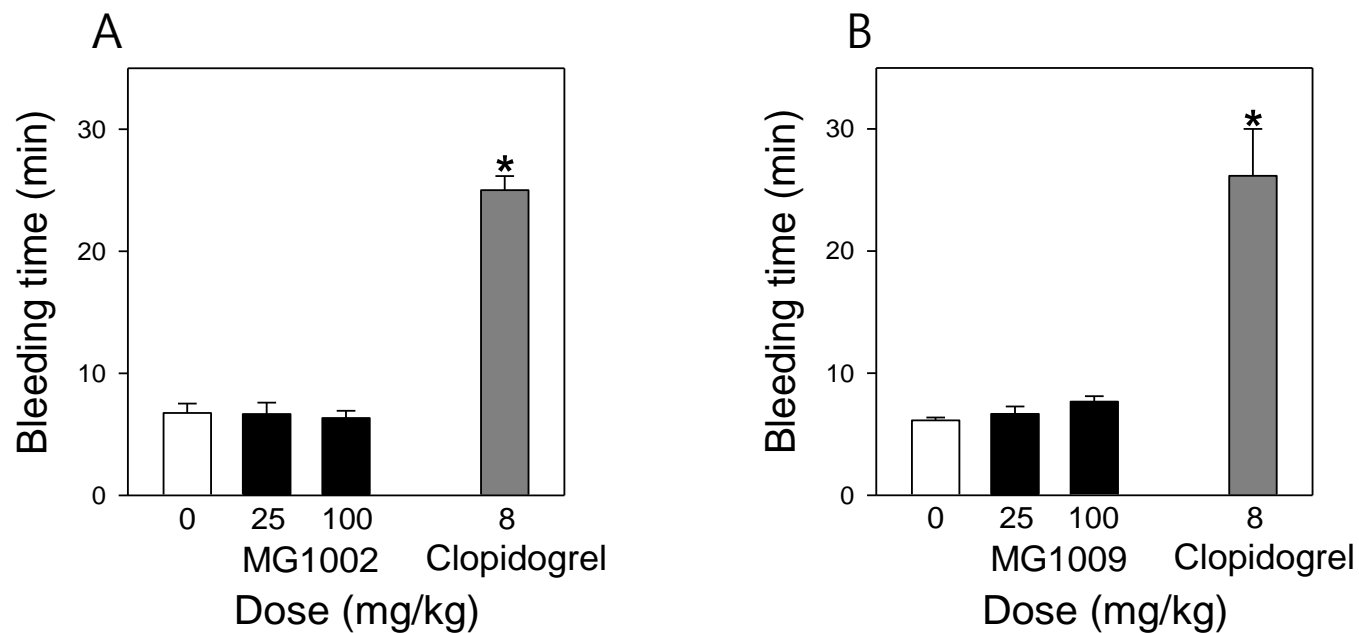 A
Bleeding time (min)
30
20
10
0
*
0 25 100 8
MG1002 Clopidogrel
Dose (mg/kg)
B
Bleeding time (min)
30
20
10
0
*
0 25 100 8
MG1009 Clopidogrel
Dose (mg/kg)